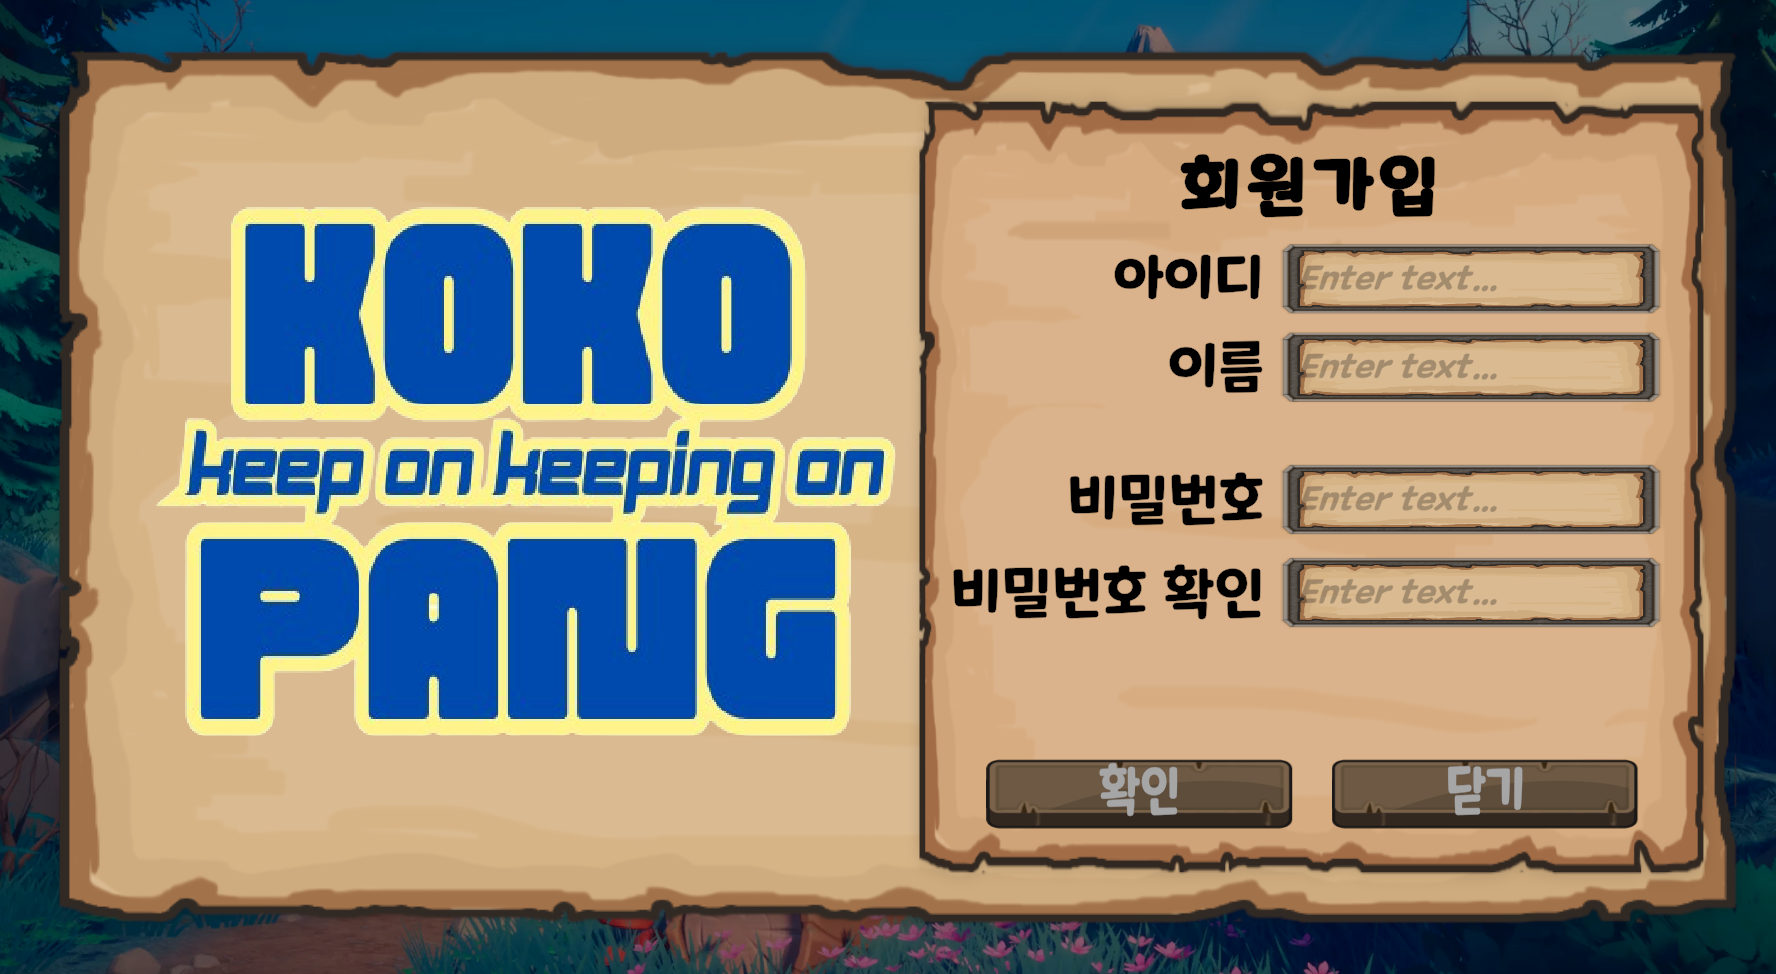 KOKO
keep on keeping on
PANG
회원가입
아이디
Enter text...
이름
Enter text...
비밀번호
Enter text...
비밀번호 확인
Enter text...
확인
닫기